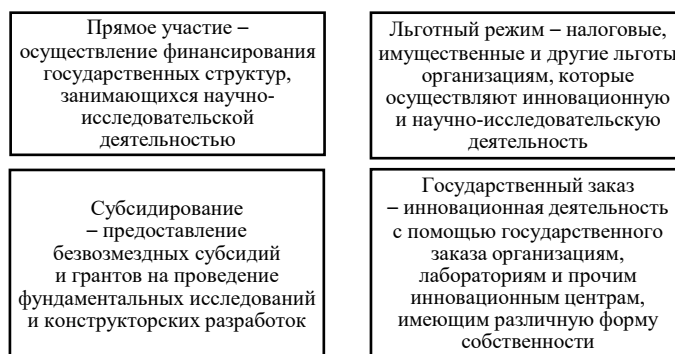 Прямое участие –
осуществление финансирования
государственных структур,
занимающихся научно-
исследовательской
деятельностью
Льготный режим – налоговые,
имущественные и другие льготы
организациям, которые
осуществляют инновационную
и научно-исследовательскую
деятельность
Субсидирование
– предоставление
безвозмездных субсидий
и грантов на проведение
фундаментальных исследований
и конструкторских разработок
Государственный заказ
– инновационная деятельность
с помощью государственного
заказа организациям,
лабораториям и прочим
инновационным центрам,
имеющим различную форму
собственности